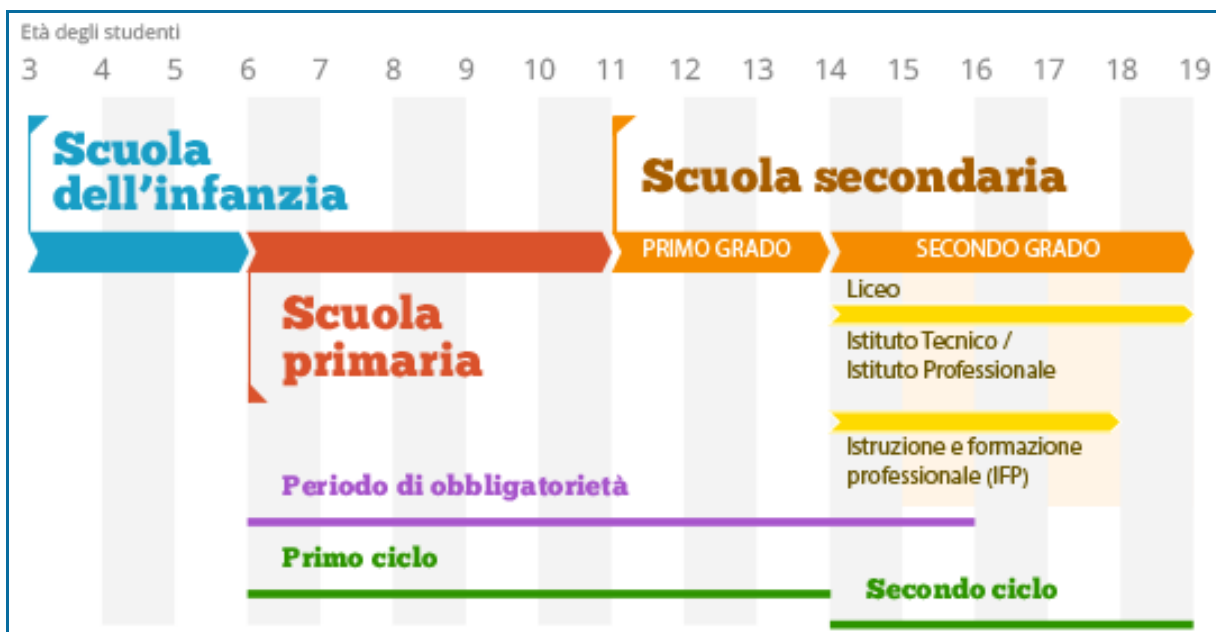 Età degli studenti
3 4 5 6 7 8 9 10 11 12 13 14 15 16 17 18 19
Scuola
dell'infanzia
Scuola secondaria
PRIMO GRADO
SECONDO GRADO
Scuola
primaria
Liceo
Istituto Tecnico /
Istituto Professionale
Istruzione e formazione
professionale (IFP)
Periodo di obbligatorietà
Primo ciclo
Secondo ciclo